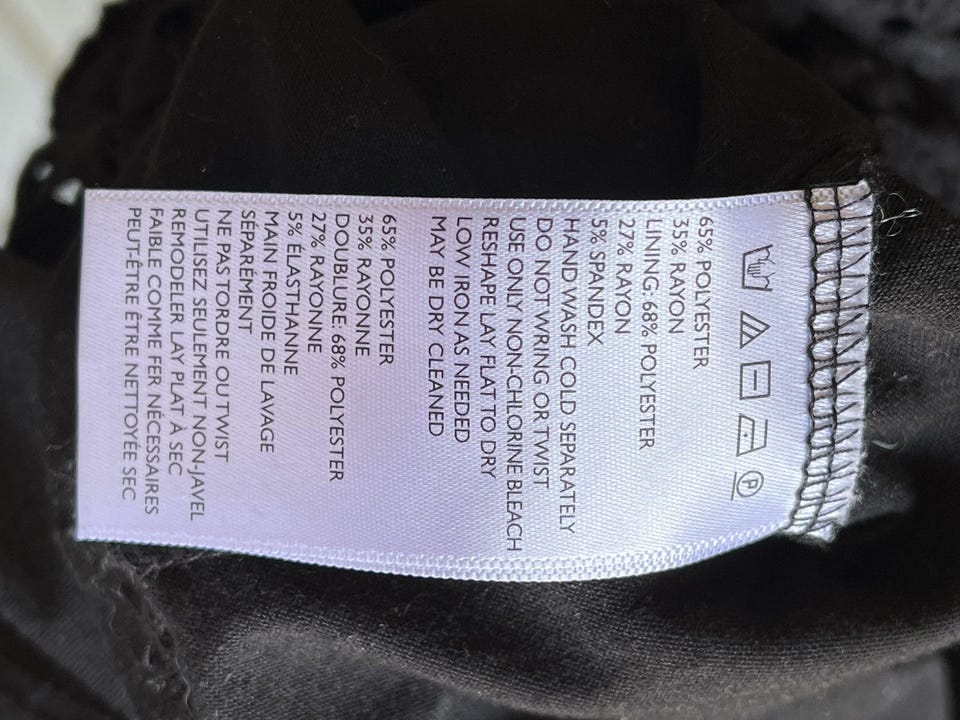 P
65% POLYESTER
35% RAYON
LINING: 68% POLYESTER
27% RAYON
5% SPANDEX
HAND WASH COLD SEPARATELY
DO NOT WRING OR TWIST
USE ONLY NON-CHLORINE BLEACH
RESHAPE LAY FLAT TO DRY
LOW IRON AS NEEDED
MAY BE DRY CLEANED
65% POLYESTER
35% RAYONNE
DOUBLURE: 68% POLYESTER
27% RAYONNE
5% ÉLASTHANNE
MAIN FROIDE DE LAVAGE
SÉPARÉMENT
NE PAS TORDRE OU TWIST
UTILISEZ SEULEMENT NON-JAVEL
REMODELER LAY PLAT À SEC
FAIBLE COMME FER NÉCESSAIRES
PEUT-ÊTRE ÊTRE NETTOYÉE SEC